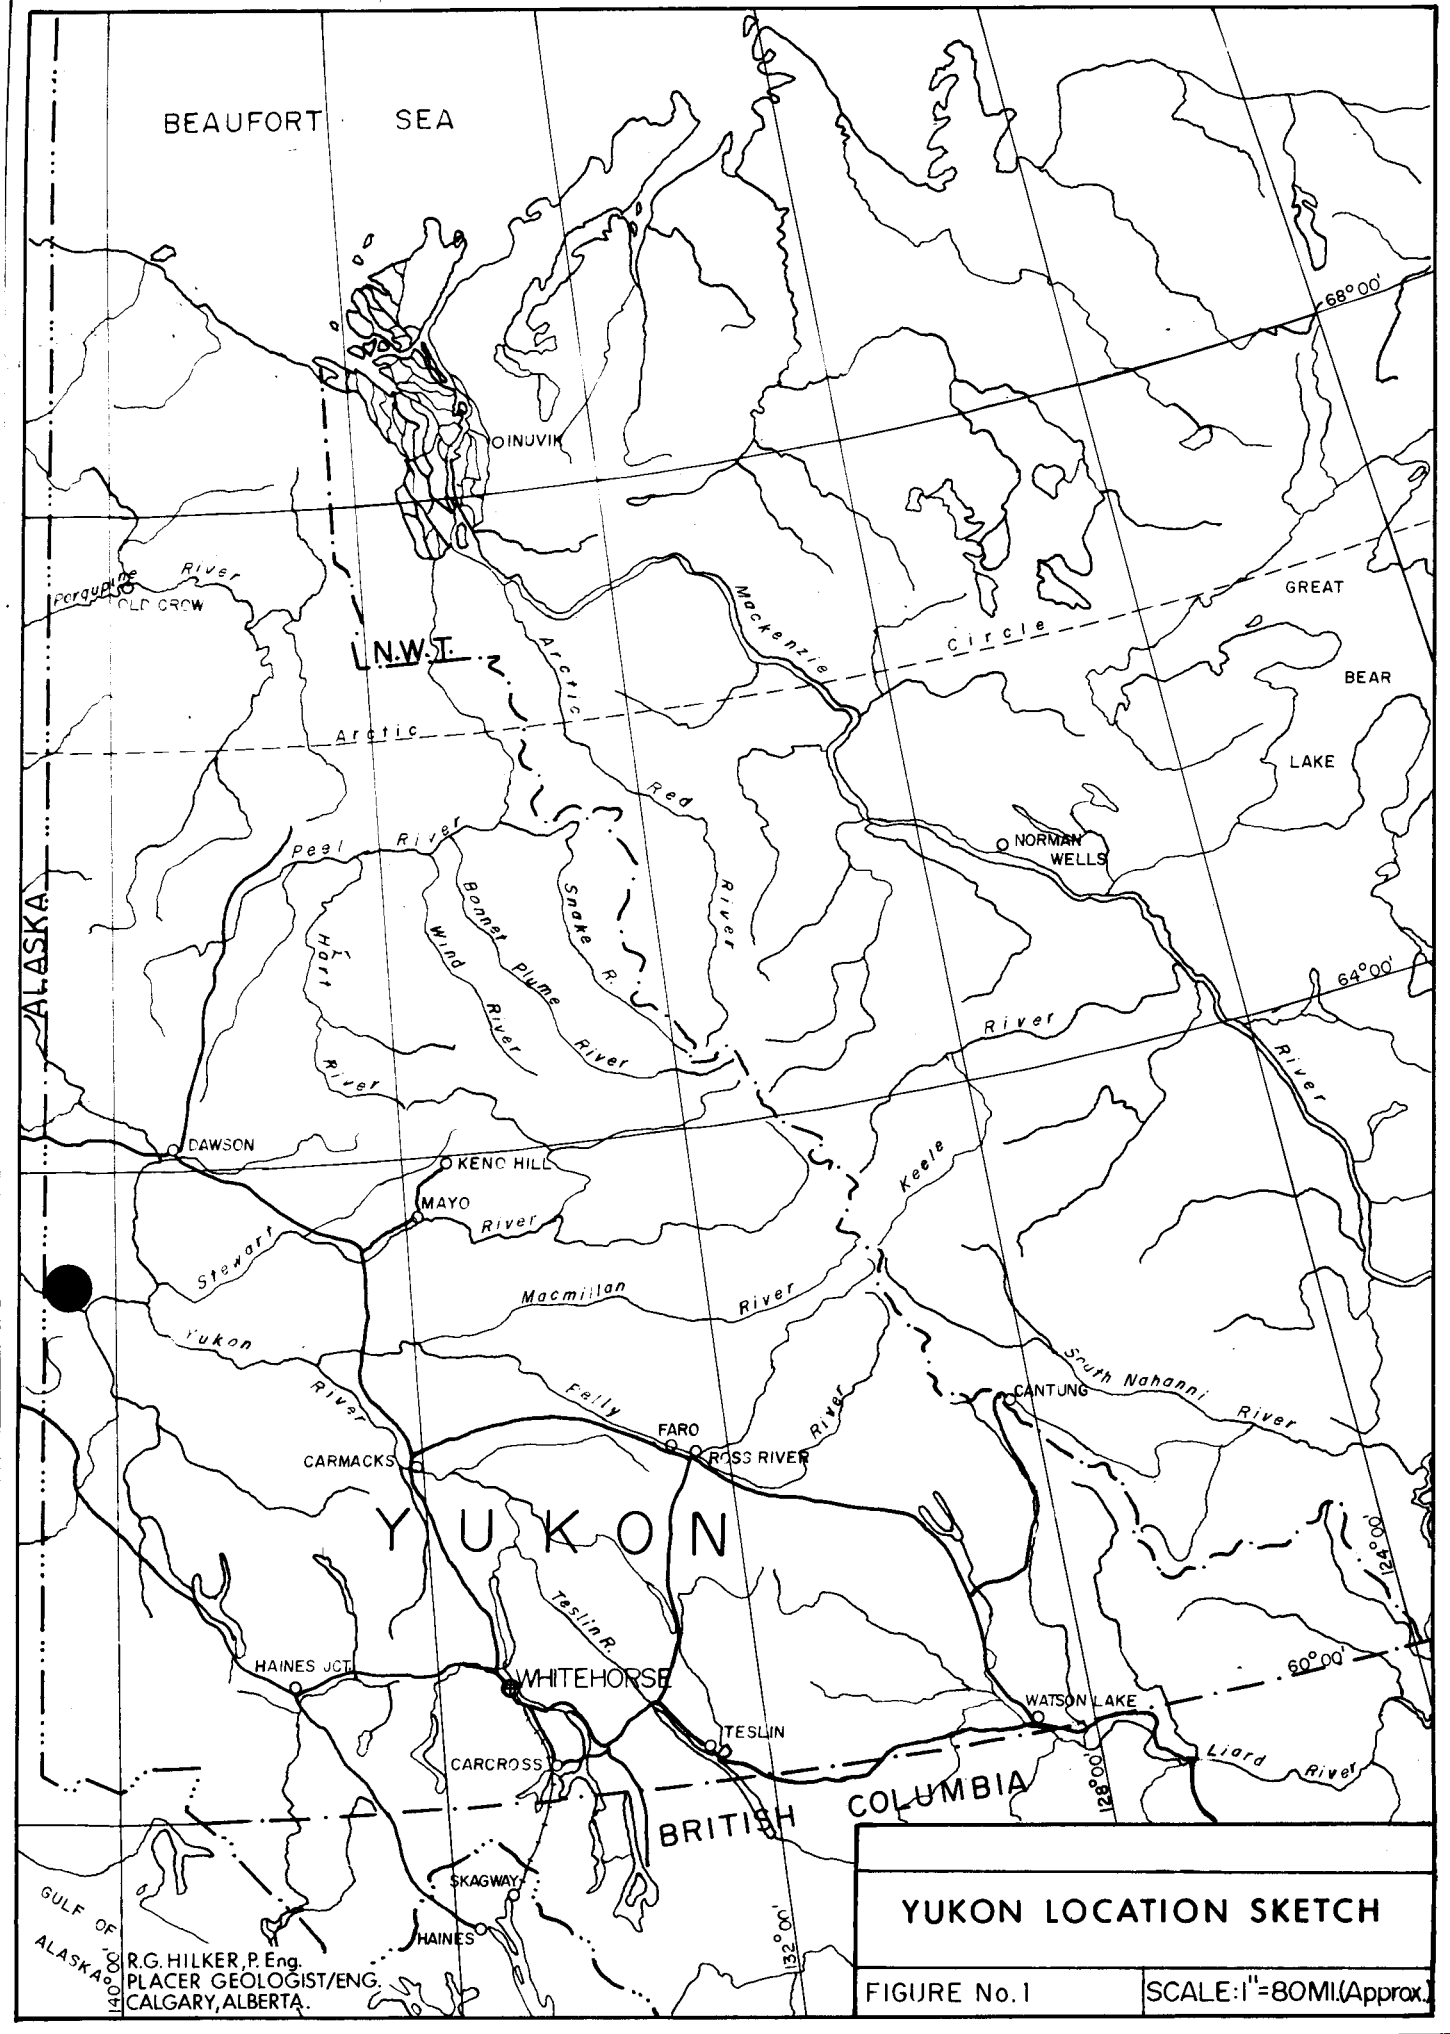 BEAUFORT SEA
68°00'
INUVIK
Porqupine River
OLD CROW
GREAT
BEAR
LAKE
Mackenzie
Arctic Circle
N.W.T.
Arctic
Red
River
Peel River
NORMAN
WELLS
ALASKA
Hart
River
Wind
River
Bonnet
Plume
River
Snake
R.
64°00'
River
River
Keele
DAWSON
KENO HILL
MAYO
Stewart
River
Macmillan
River
Yukon
River
South Nahanni
River
CANTUNG
Pelly
River
FARO
ROSS RIVER
CARMACKS
YUKON
124°00'
Teslin R.
HAINES JCT.
WHITEHORSE
60°00'
WATSON LAKE
TESLIN
CARCROSS
Liard River
128°00'
BRITISH COLUMBIA
SKAGWAY
HAINES
132°00'
GULF OF
ALASKA
140°00'
R.G. HILKER, P. Eng.
PLACER GEOLOGIST/ENG.
CALGARY, ALBERTA.
YUKON LOCATION SKETCH
FIGURE No. 1
SCALE: 1"=80MI.(Approx.)